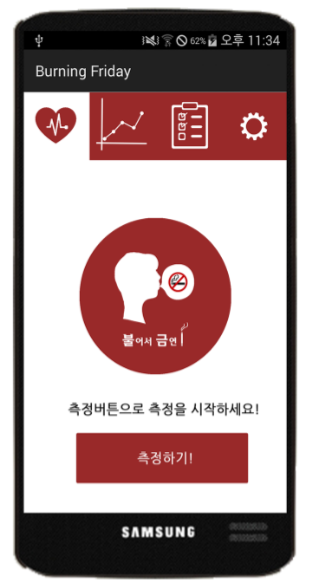 62% 오후 11:34
Burning Friday
불어서 금연
측정버튼으로 측정을 시작하세요!
측정하기!
SAMSUNG